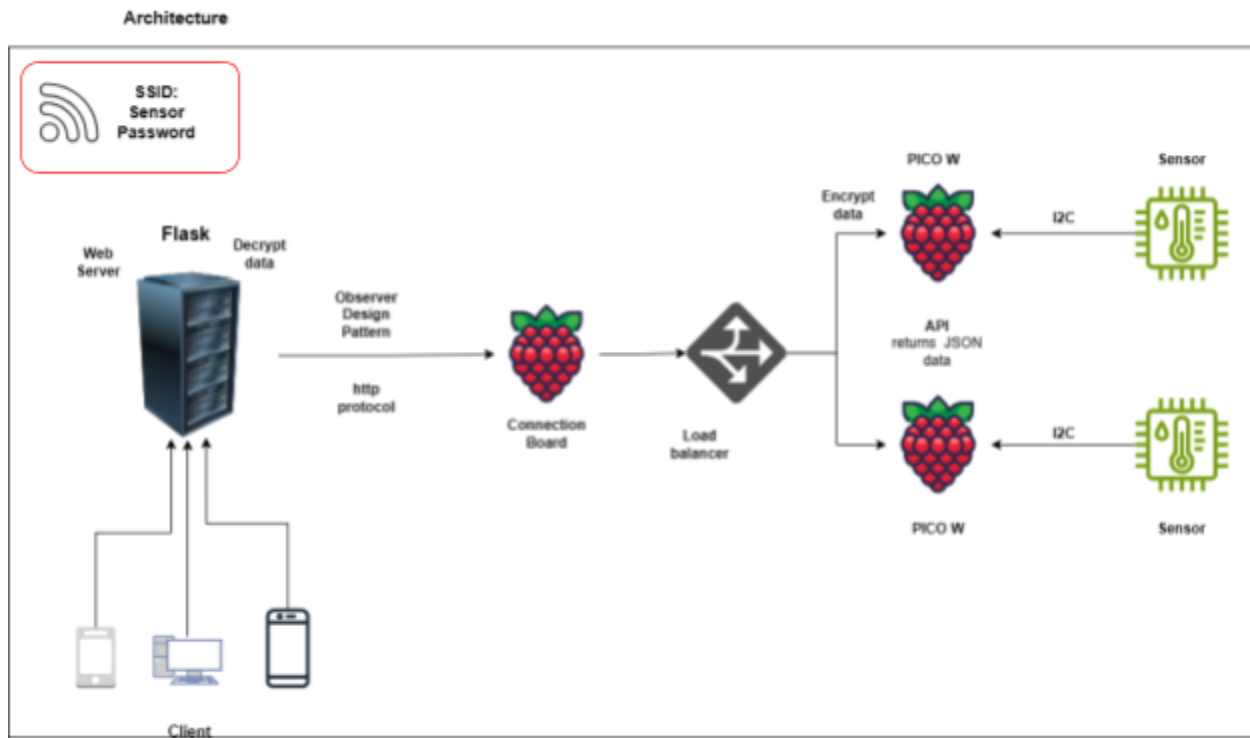 Architecture
SSID:
Sensor
Password
Flask
Web
Server
Decrypt
data
Observer
Design
Pattern
http
protocol
Connection
Board
Load
balancer
Encrypt
data
PICO W
I2C
Sensor
API
returns JSON
data
I2C
PICO W
Sensor
Client